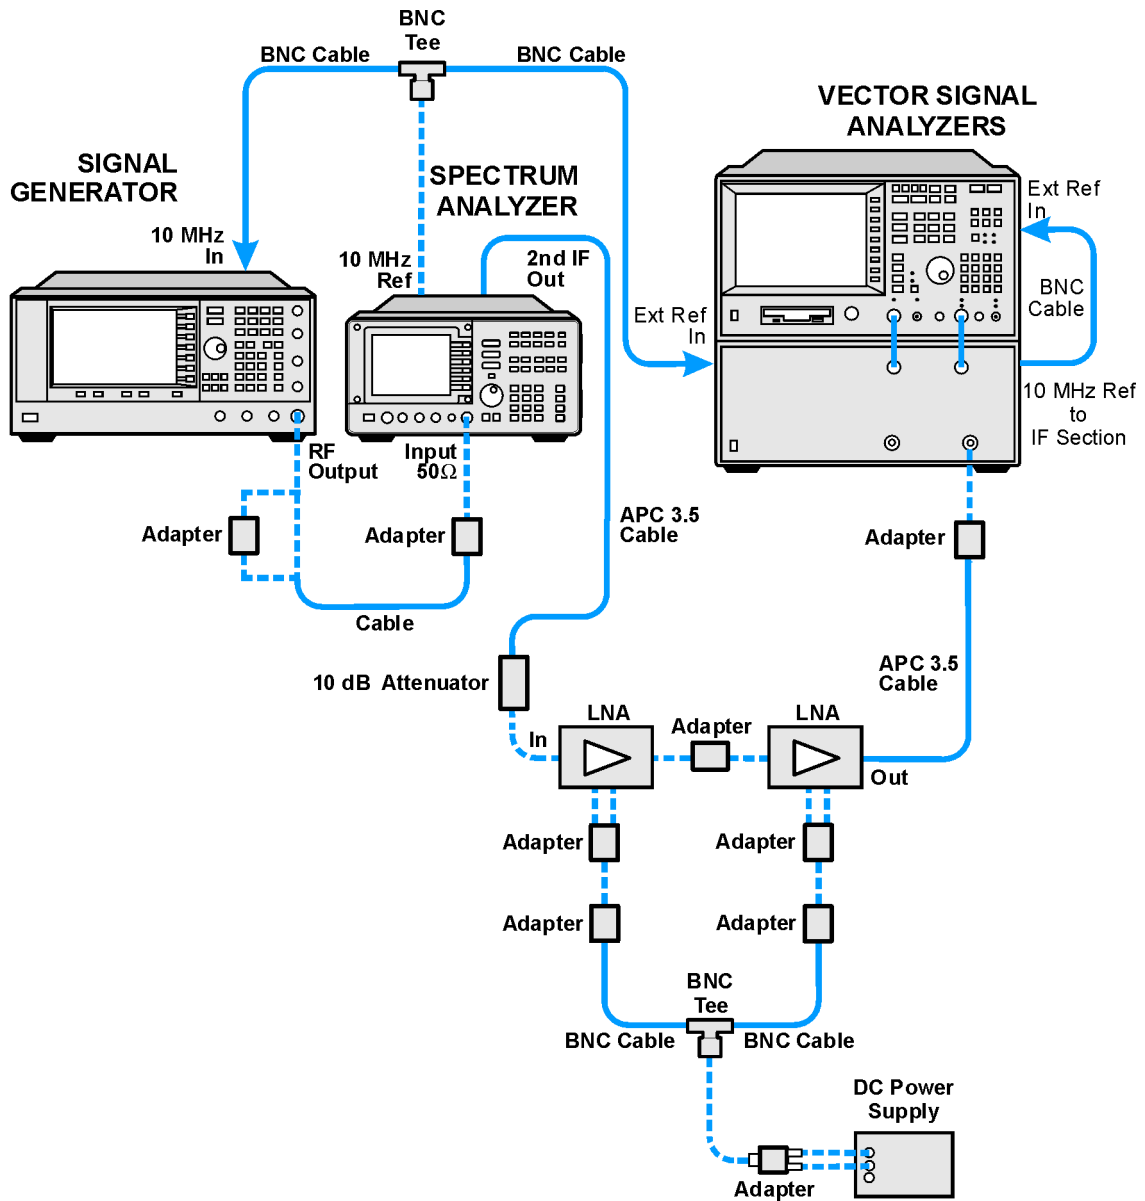 BNC
Tee
BNC Cable
BNC Cable
VECTOR SIGNAL
ANALYZERS
SIGNAL
GENERATOR
SPECTRUM
ANALYZER
Ext Ref
In
10 MHz
In
10 MHz
Ref
2nd IF
Out
BNC
Cable
Ext Ref
In
10 MHz Ref
to
IF Section
RF
Output
Input
50Ω
Adapter
Adapter
APC 3.5
Cable
Adapter
Cable
10 dB Attenuator
APC 3.5
Cable
LNA
Adapter
LNA
In
Out
Adapter
Adapter
Adapter
Adapter
BNC
Tee
BNC Cable
BNC Cable
DC Power
Supply
Adapter